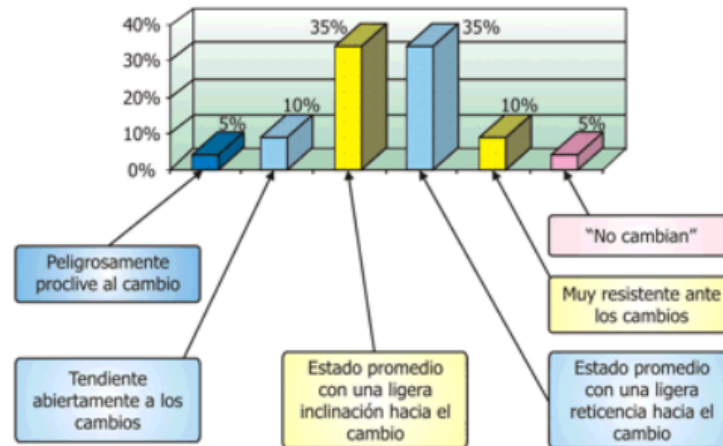 40%
30%
20%
10%
0%
5%
10%
35%
35%
10%
5%
Peligrosamente
proclive al cambio
Tendiente
abiertamente a los
cambios
Estado promedio
con una ligera
inclinación hacia el
cambio
Estado promedio
con una ligera
reticencia hacia el
cambio
Muy resistente ante
los cambios
“No cambian”